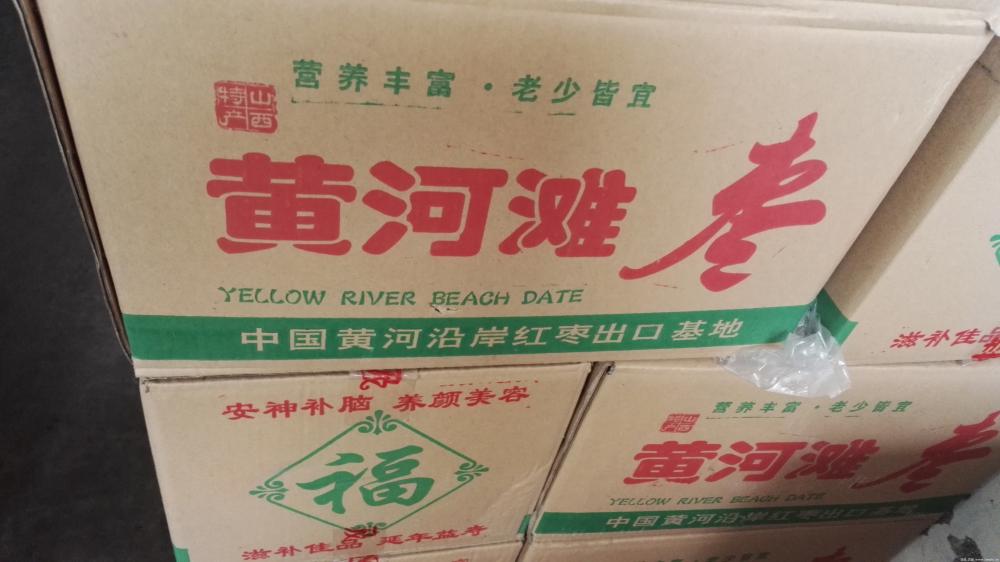 营养丰富·老少皆宜
山西特产
黄河滩枣
YELLOW RIVER BEACH DATE
中国黄河沿岸红枣出口基地
滋补佳品
安神补脑 养颜美容
福
滋补佳品 延年益寿
营养丰富·老少皆宜
山西特产
黄河滩枣
YELLOW RIVER BEACH DATE
中国黄河沿岸红枣出口基地